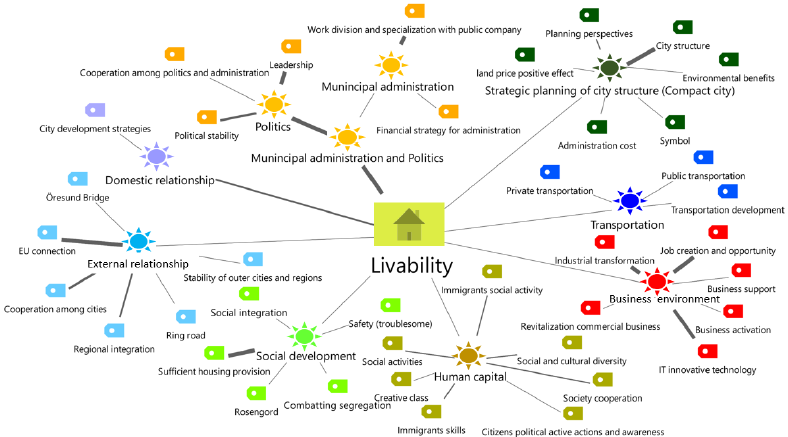 Work division and specialization with public company
Planning perspectives
City structure
Leadership
Cooperation among politics and administration
land price positive effect
Environmental benefits
Munincipal administration
Strategic planning of city structure (Compact city)
Politics
Political stability
Financial strategy for administration
City development strategies
Administration cost
Symbol
Munincipal administration and Politics
Domestic relationship
Public transportation
Private transportation
Öresund Bridge
Transportation development
Transportation
EU connection
External relationship
Livability
Industrial transformation
Job creation and opportunity
Stability of outer cities and regions
Immigrants social activity
Business support
Business environment
Cooperation among cities
Social integration
Ring road
Safety (troublesome)
Revitalization commercial business
Business activation
Regional integration
Social development
Social activities
Social and cultural diversity
Sufficient housing provision
Human capital
IT innovative technology
Creative class
Society cooperation
Rosengord
Combatting segregation
Immigrants skills
Citizens political active actions and awareness